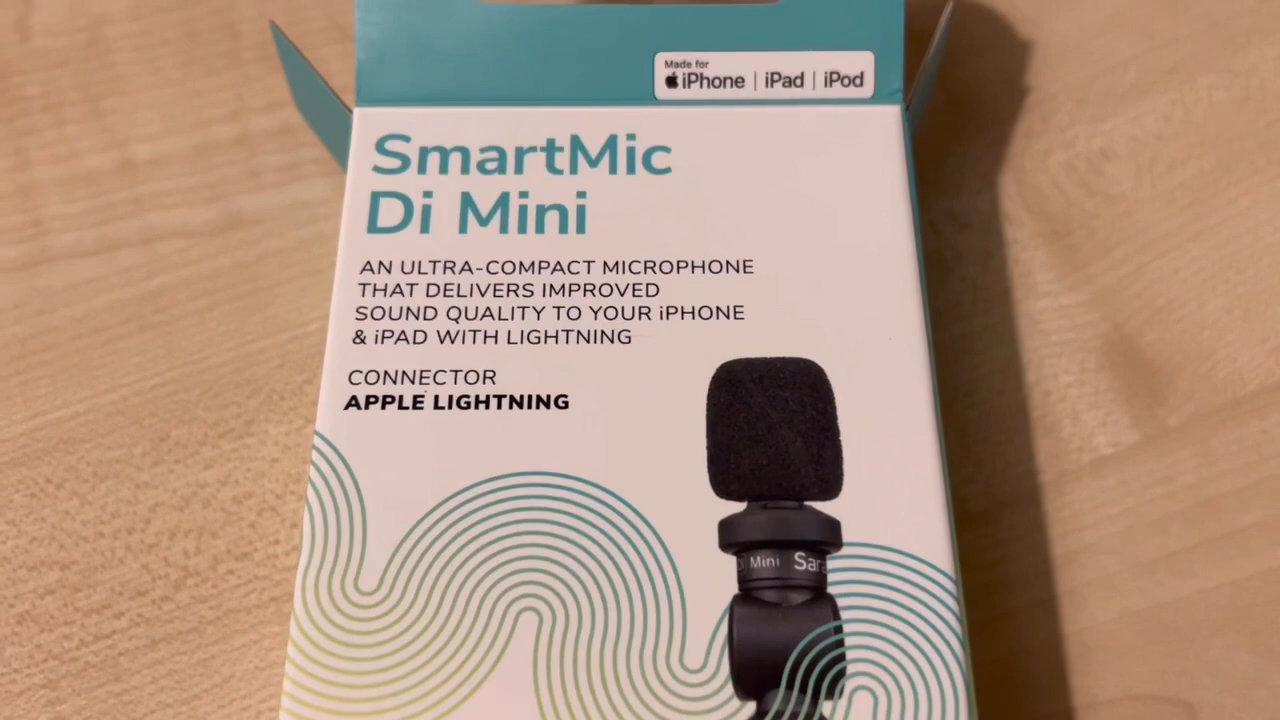 Made for
iPhone | iPad | iPod
SmartMic
Di Mini
AN ULTRA-COMPACT MICROPHONE
THAT DELIVERS IMPROVED
SOUND QUALITY TO YOUR iPHONE
& iPAD WITH LIGHTNING
CONNECTOR
APPLE LIGHTNING
Di Mini Sara